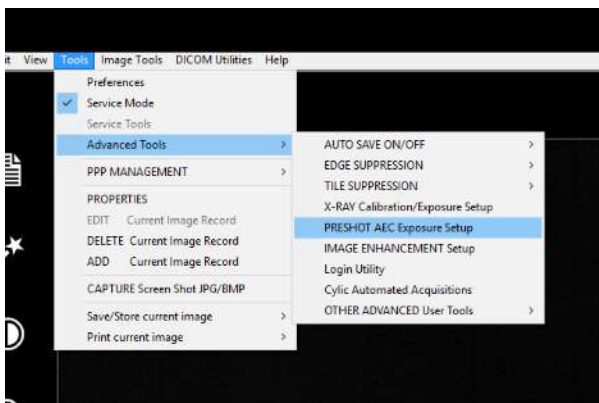 it View Tools Image Tools DICOM Utilities Help
Preferences
Service Mode
Service Tools
Advanced Tools
PPP MANAGEMENT
PROPERTIES
EDIT Current Image Record
DELETE Current Image Record
ADD Current Image Record
CAPTURE Screen Shot JPG/BMP
Save/Store current image
Print current image
AUTO SAVE ON/OFF
EDGE SUPPRESSION
TILE SUPPRESSION
X-RAY Calibration/Exposure Setup
PRESHOT AEC Exposure Setup
IMAGE ENHANCEMENT Setup
Login Utility
Cylic Automated Acquisitions
OTHER ADVANCED User Tools